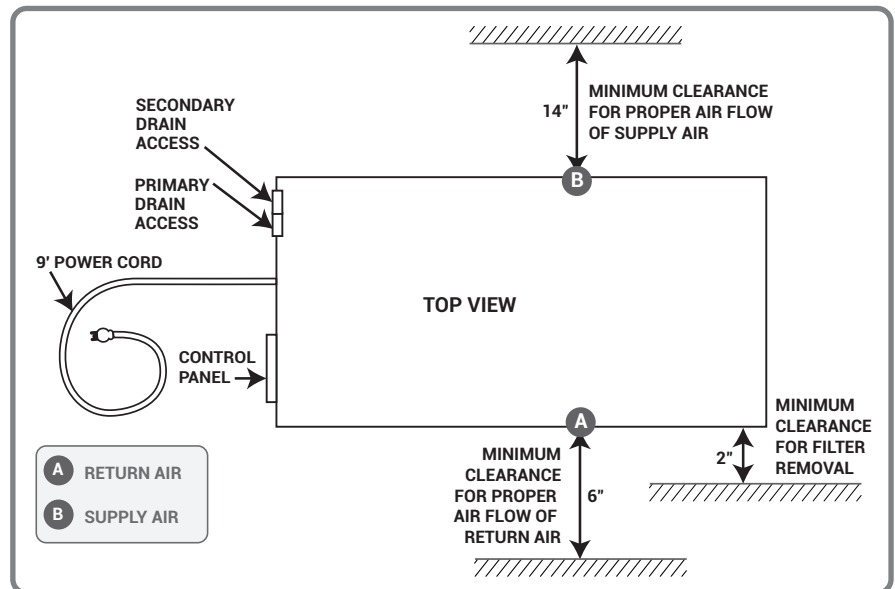 MINIMUM CLEARANCE
FOR PROPER AIR FLOW
OF SUPPLY AIR
14"
SECONDARY
DRAIN
ACCESS
PRIMARY
DRAIN
ACCESS
B
9' POWER CORD
TOP VIEW
CONTROL
PANEL
A
MINIMUM
CLEARANCE
FOR FILTER
REMOVAL
2"
MINIMUM
CLEARANCE
FOR PROPER
AIR FLOW OF
RETURN AIR
6"
A RETURN AIR
B SUPPLY AIR